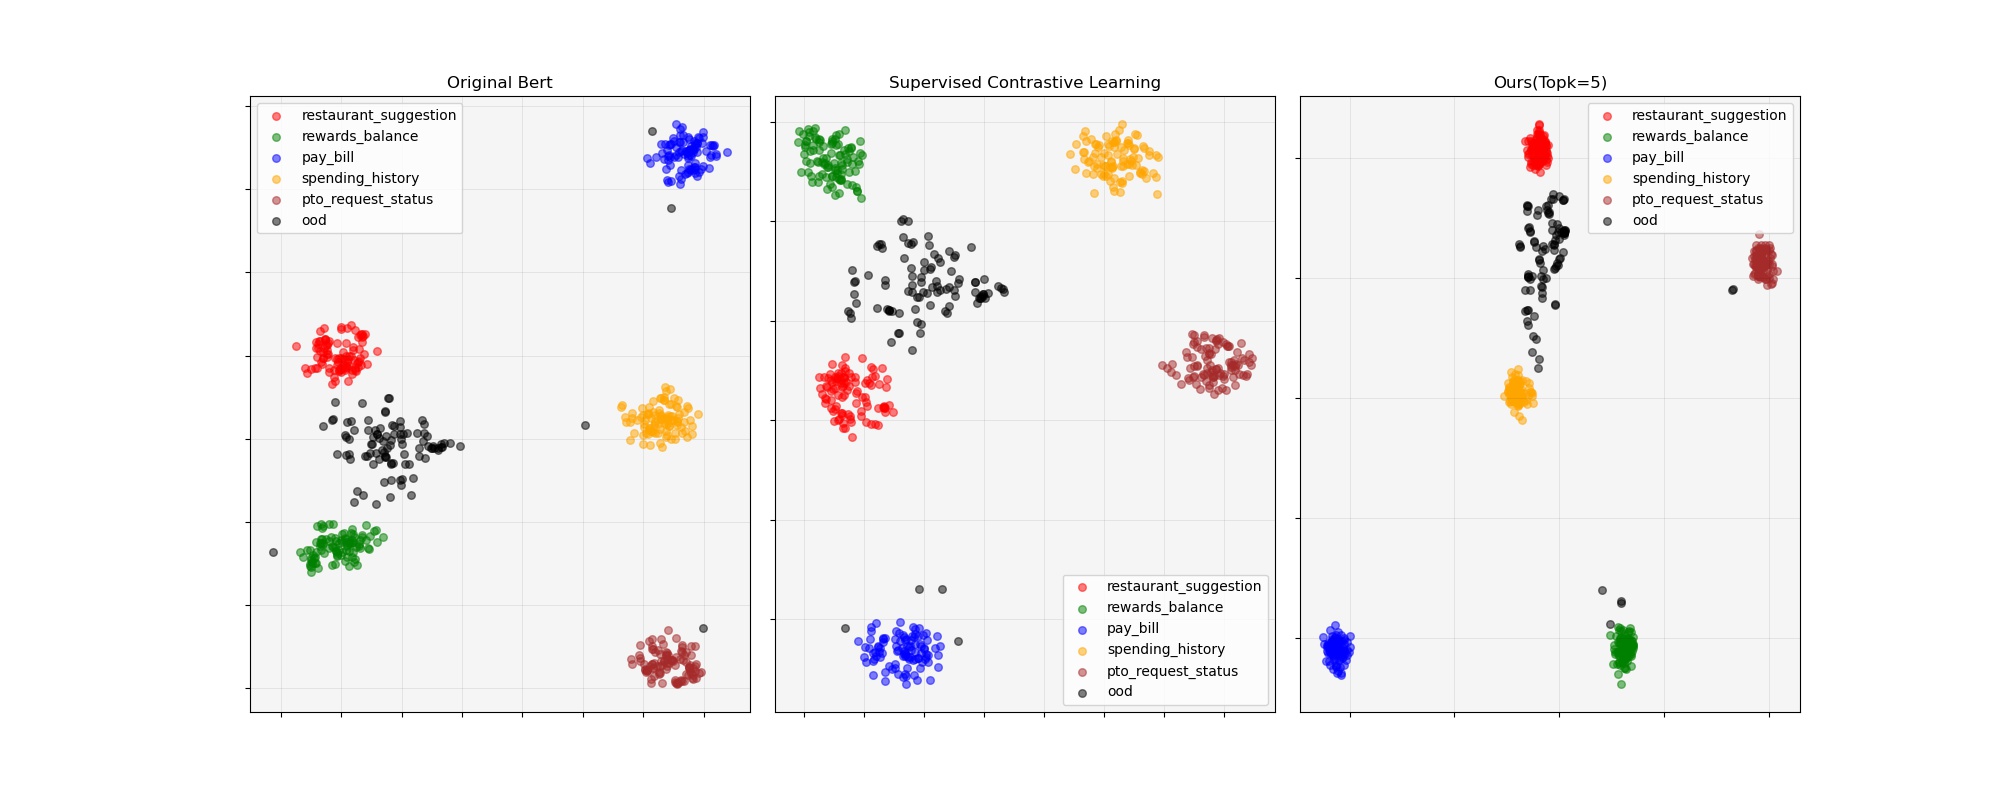 Original Bert
restaurant_suggestion
rewards_balance
pay_bill
spending_history
pto_request_status
ood
Supervised Contrastive Learning
restaurant_suggestion
rewards_balance
pay_bill
spending_history
pto_request_status
ood
Ours(Topk=5)
restaurant_suggestion
rewards_balance
pay_bill
spending_history
pto_request_status
ood